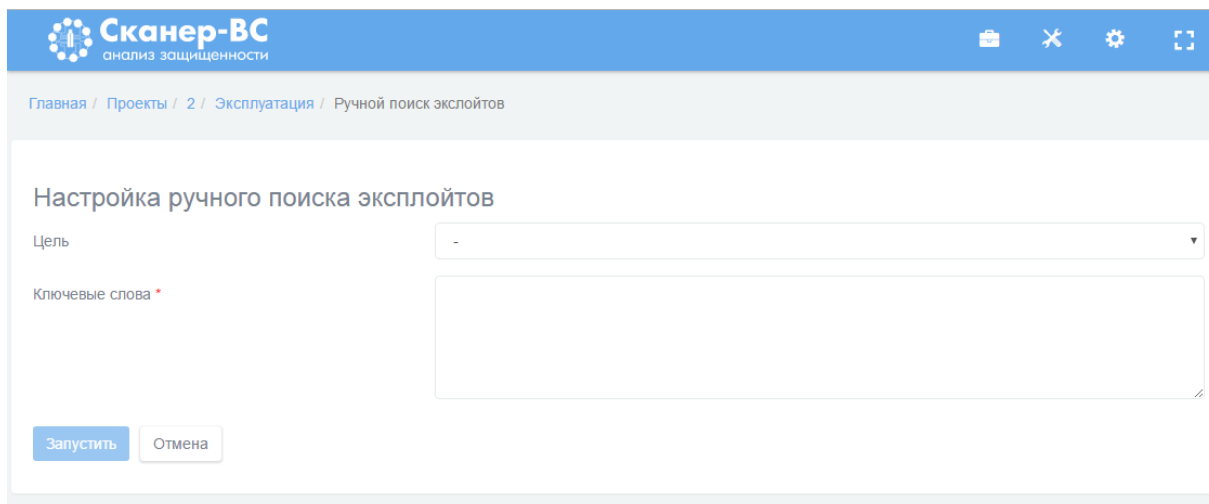 Сканер-ВС
анализ защищенности
Главная / Проекты / 2 / Эксплуатация / Ручной поиск экслойтов
Настройка ручного поиска эксплойтов
Цель
-
Ключевые слова *
Запустить Отмена